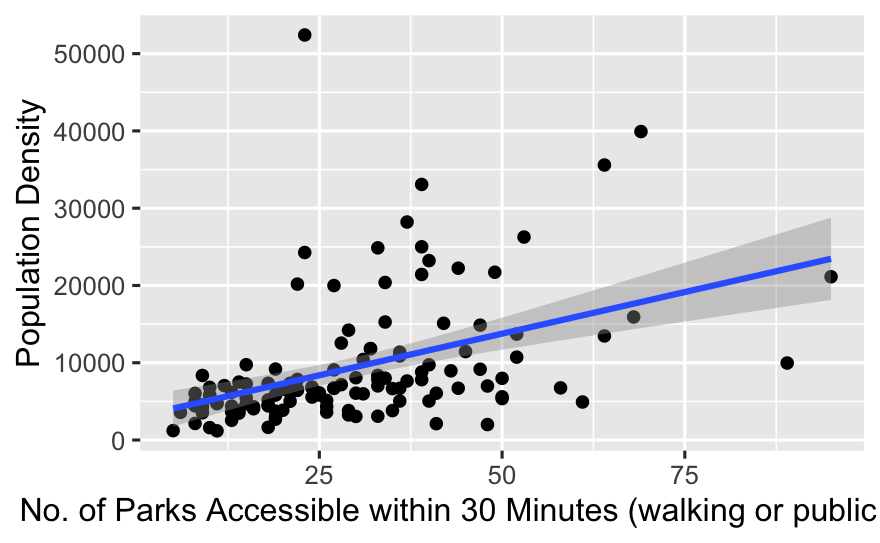 Population Density
50000
40000
30000
20000
10000
0
25 50 75
No. of Parks Accessible within 30 Minutes (walking or public